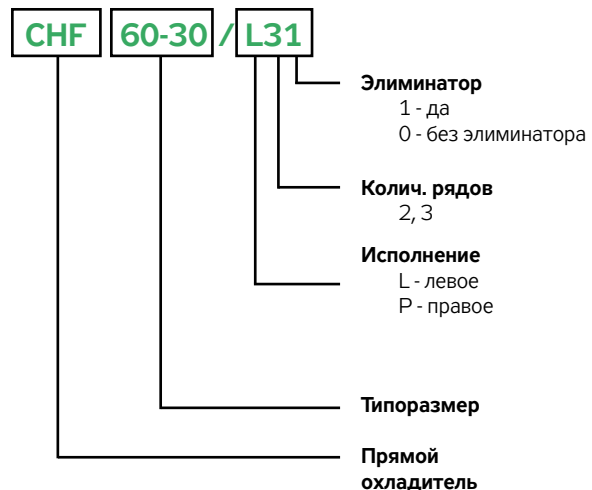 CHF 60-30 / L31
Элиминатор
1 - да
0 - без элиминатора
Колич. рядов
2, 3
Исполнение
L - левое
P - правое
Типоразмер
Прямой
охладитель